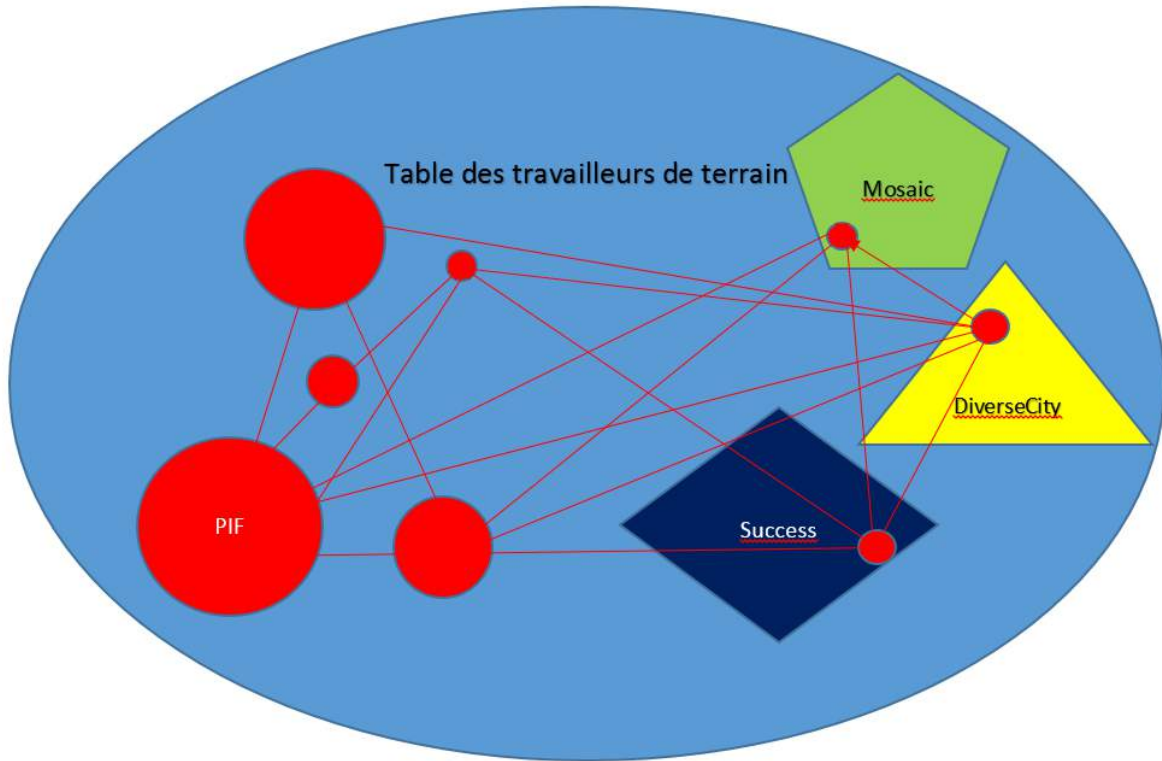 Table des travailleurs de terrain
Mosaic
DiverseCity
PIF
Success